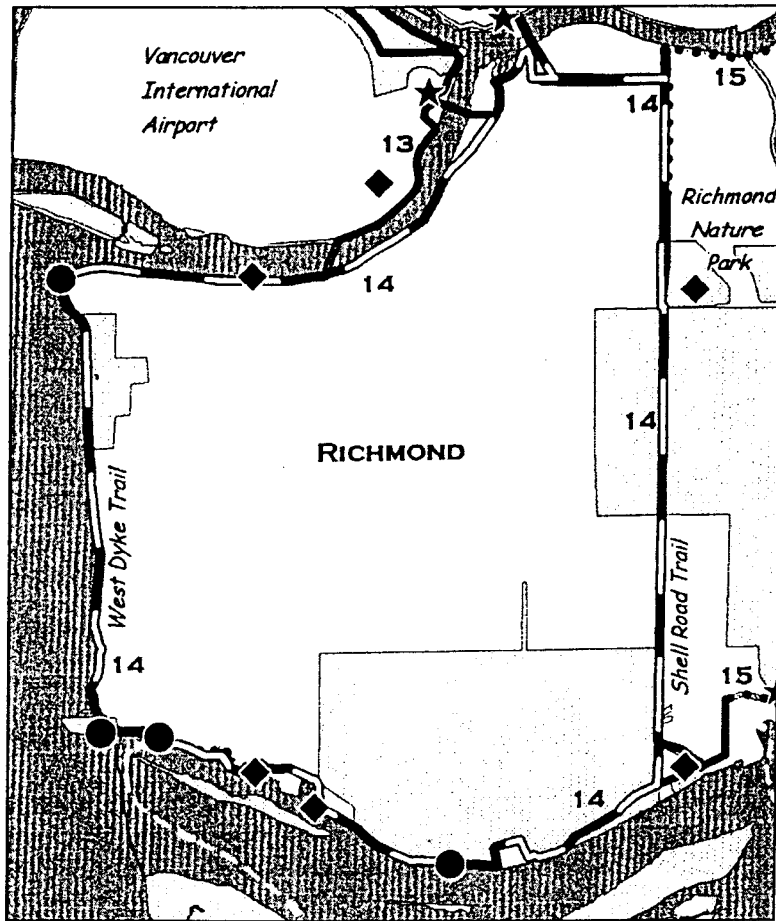 Vancouver
International
Airport
15
14
13
Richmond
Nature
Park
14
14
RICHMOND
West Dyke Trail
Shell Road Trail
14
15
14